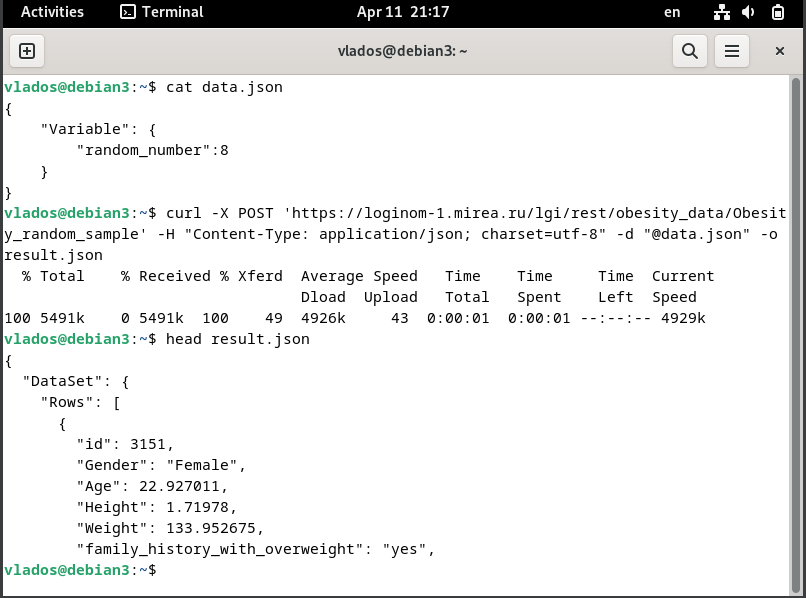 Activities Terminal Apr 11 21:17 en
vlados@debian3: ~
vlados@debian3:~$ cat data.json
{
    "Variable": {
        "random_number":8
    }
}
vlados@debian3:~$ curl -X POST 'https://loginom-1.mirea.ru/lgi/rest/obesity_data/Obesit
y_random_sample' -H "Content-Type: application/json; charset=utf-8" -d "@data.json" -o
result.json
  % Total    % Received % Xferd  Average Speed   Time    Time     Time  Current
                                 Dload  Upload   Total   Spent    Left  Speed
100 5491k    0 5491k  100    49  4926k     43  0:00:01  0:00:01 --:--:-- 4929k
vlados@debian3:~$ head result.json
{
  "DataSet": {
    "Rows": [
      {
        "id": 3151,
        "Gender": "Female",
        "Age": 22.927011,
        "Height": 1.71978,
        "Weight": 133.952675,
        "family_history_with_overweight": "yes",
vlados@debian3:~$